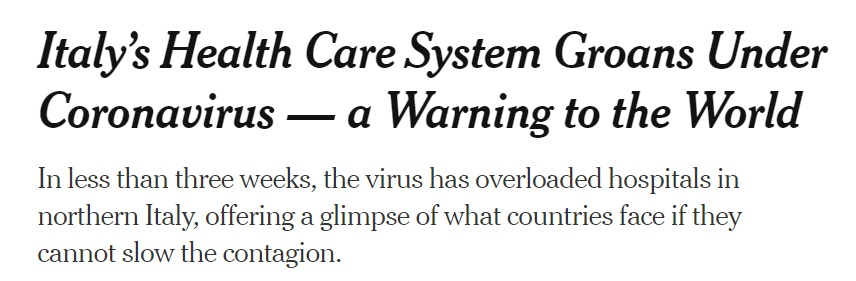 Italy’s Health Care System Groans Under
Coronavirus — a Warning to the World
In less than three weeks, the virus has overloaded hospitals in
northern Italy, offering a glimpse of what countries face if they
cannot slow the contagion.